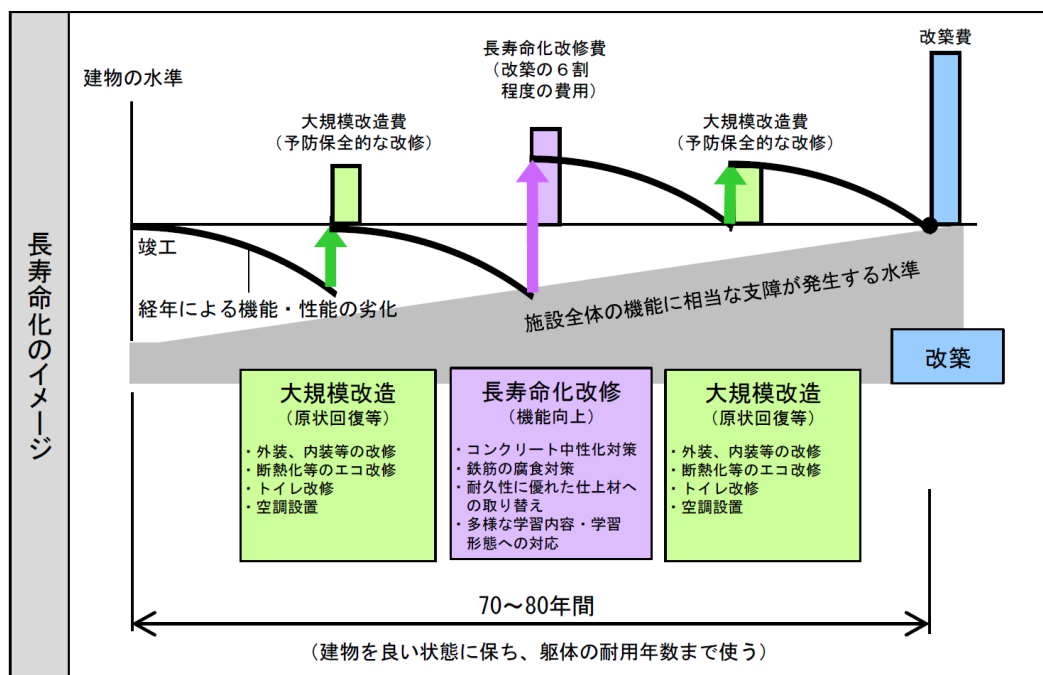 長寿命化のイメージ
建物の水準
大規模改造費
（予防保全的な改修）
長寿命化改修費
（改築の６割
程度の費用）
大規模改造費
（予防保全的な改修）
改築費
竣工
経年による機能・性能の劣化
施設全体の機能に相当な支障が発生する水準
改築
大規模改造
（原状回復等）
・外装、内装等の改修
・断熱化等のエコ改修
・トイレ改修
・空調設置
長寿命化改修
（機能向上）
・コンクリート中性化対策
・鉄筋の腐食対策
・耐久性に優れた仕上材へ
の取り替え
・多様な学習内容・学習
形態への対応
大規模改造
（原状回復等）
・外装、内装等の改修
・断熱化等のエコ改修
・トイレ改修
・空調設置
70～80年間
（建物を良い状態に保ち、躯体の耐用年数まで使う）